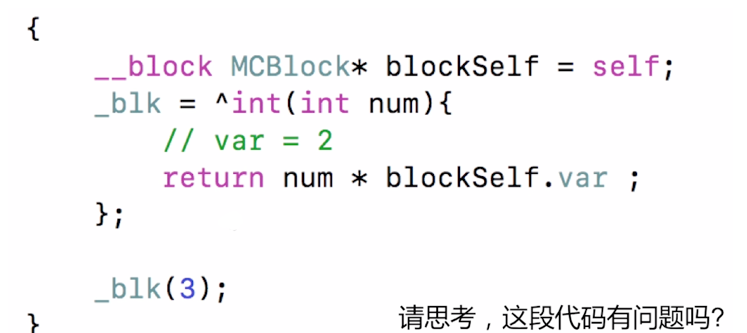 {
__block MCBlock* blockSelf = self;
_blk = ^int(int num){
// var = 2
return num * blockSelf.var ;
};
_blk(3);
}
请思考，这段代码有问题吗?